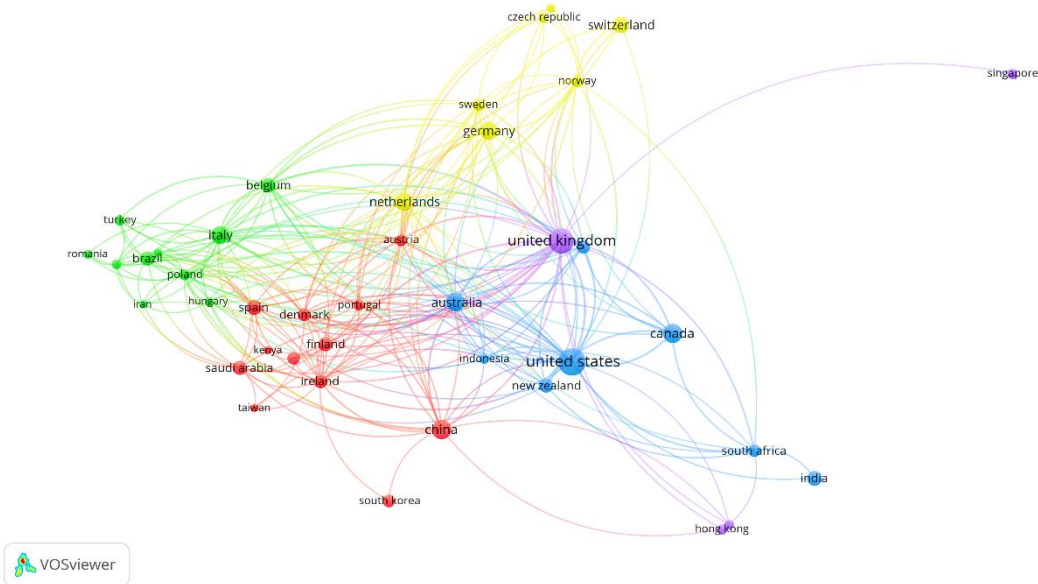 czech republic
switzerland
singapore
norway
sweden
germany
belgium
netherlands
turkey
italy
austria
united kingdom
romania
brazil
poland
iran
hungary
spain
portugal
australia
denmark
canada
finland
kenya
indonesia
united states
saudi arabia
ireland
new zealand
taiwan
china
south africa
india
south korea
hong kong
VOSviewer